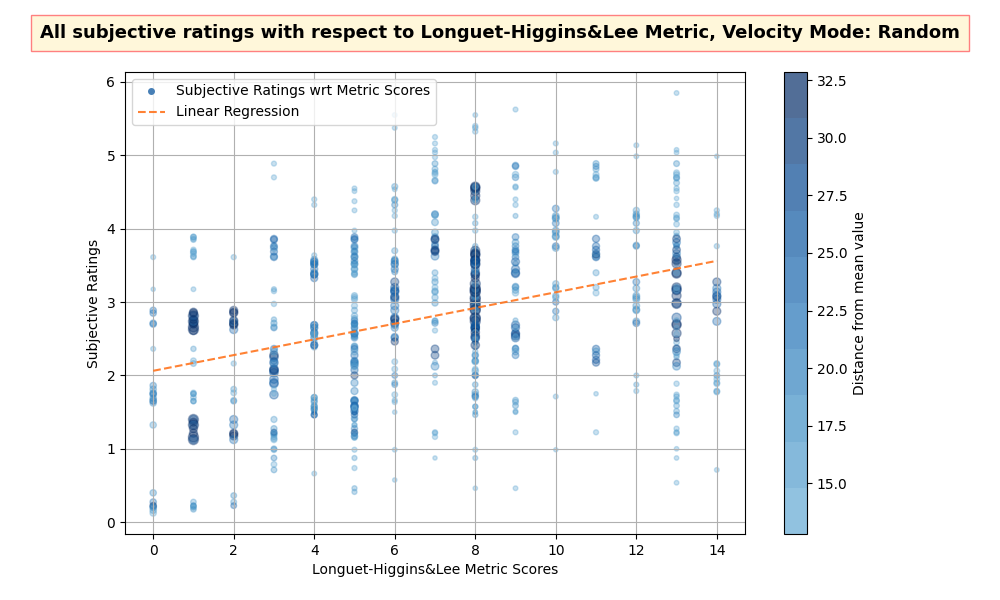 All subjective ratings with respect to Longuet-Higgins&Lee Metric, Velocity Mode: Random
Subjective Ratings wrt Metric Scores
Linear Regression
Subjective Ratings
6
5
4
3
2
1
0
0 2 4 6 8 10 12 14
Longuet-Higgins&Lee Metric Scores
32.5
30.0
27.5
25.0
22.5
20.0
17.5
15.0
Distance from mean value